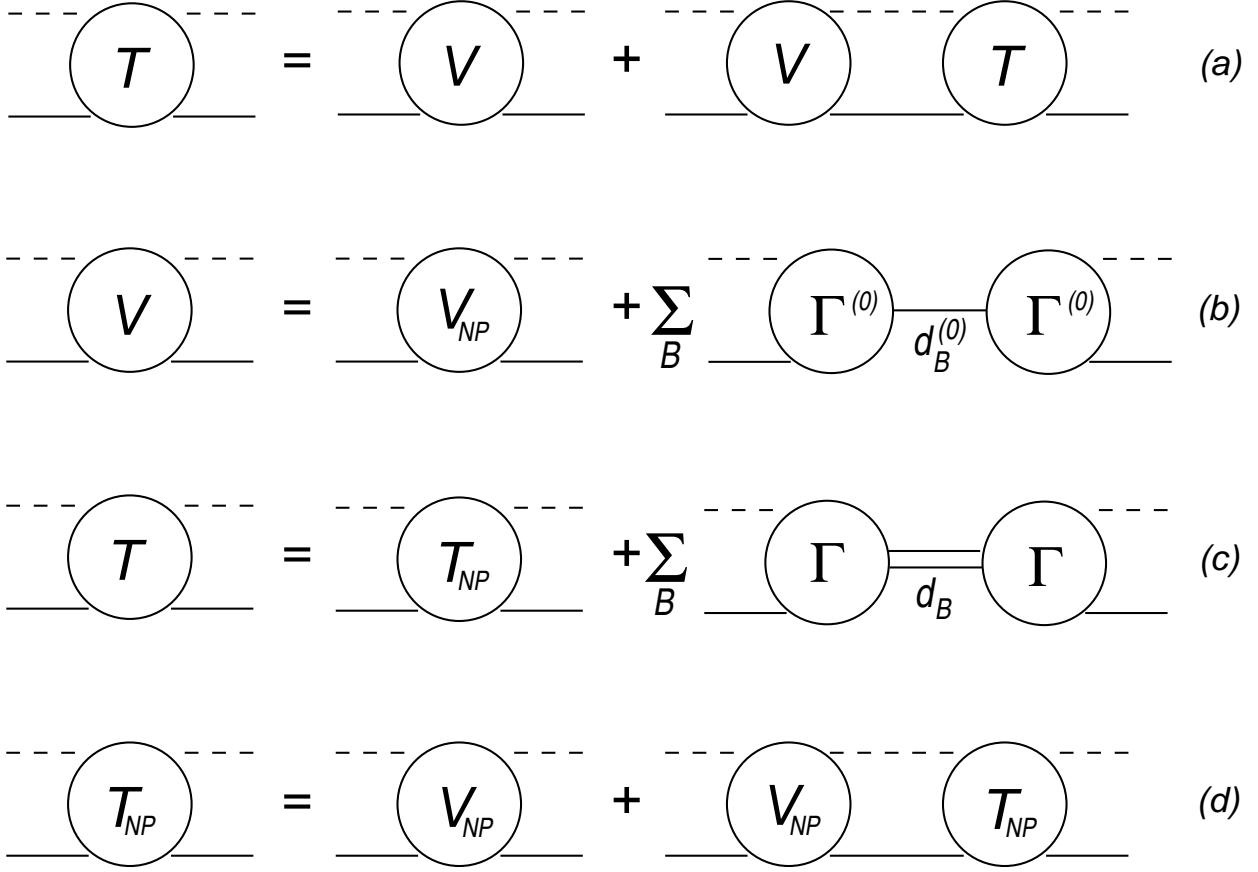 T = V + V T (a)
V = V_NP + Σ_B Γ^(0) d_B^(0) Γ^(0) (b)
T = T_NP + Σ_B Γ d_B Γ (c)
T_NP = V_NP + V_NP T_NP (d)